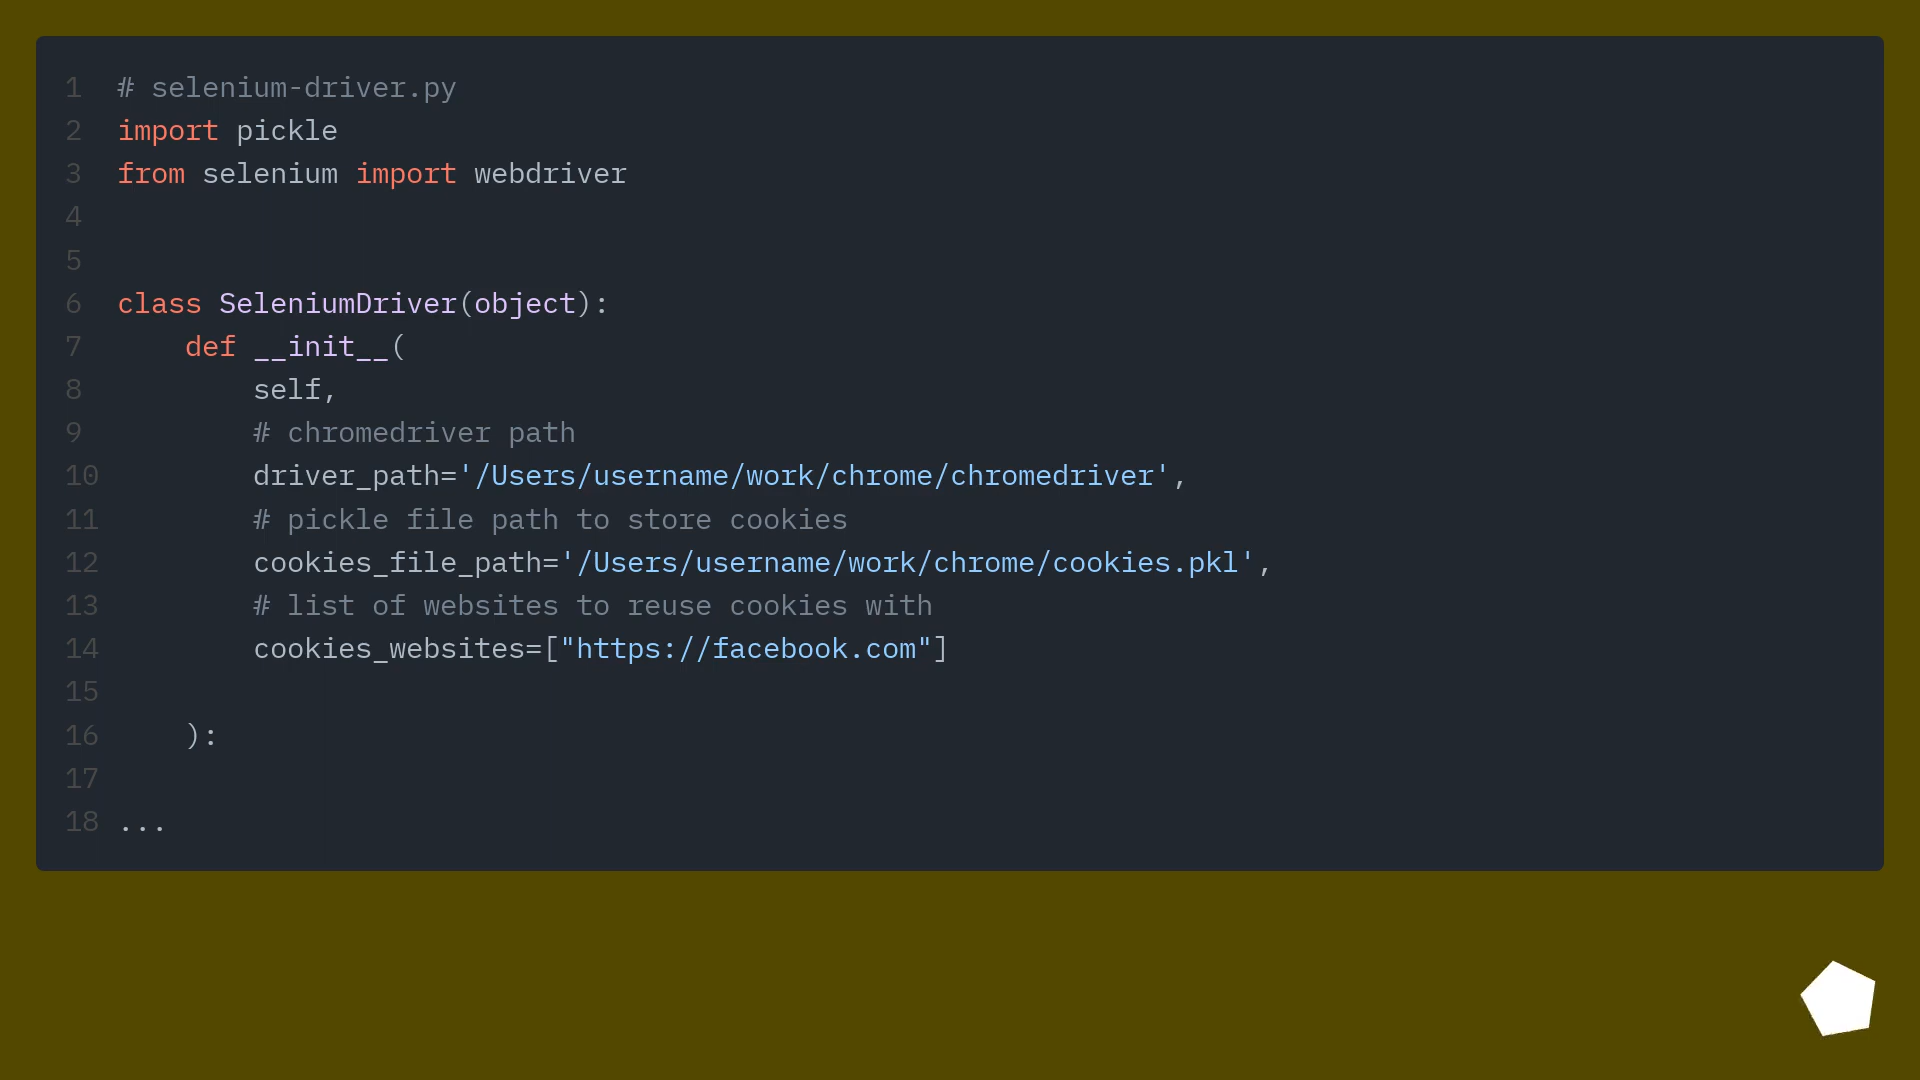 1 # selenium-driver.py
2 import pickle
3 from selenium import webdriver
4
5
6 class SeleniumDriver(object):
7     def __init__(
8         self,
9         # chromedriver path
10         driver_path='/Users/username/work/chrome/chromedriver',
11         # pickle file path to store cookies
12         cookies_file_path='/Users/username/work/chrome/cookies.pkl',
13         # list of websites to reuse cookies with
14         cookies_websites=["https://facebook.com"]
15
16     ):
17
18 ...